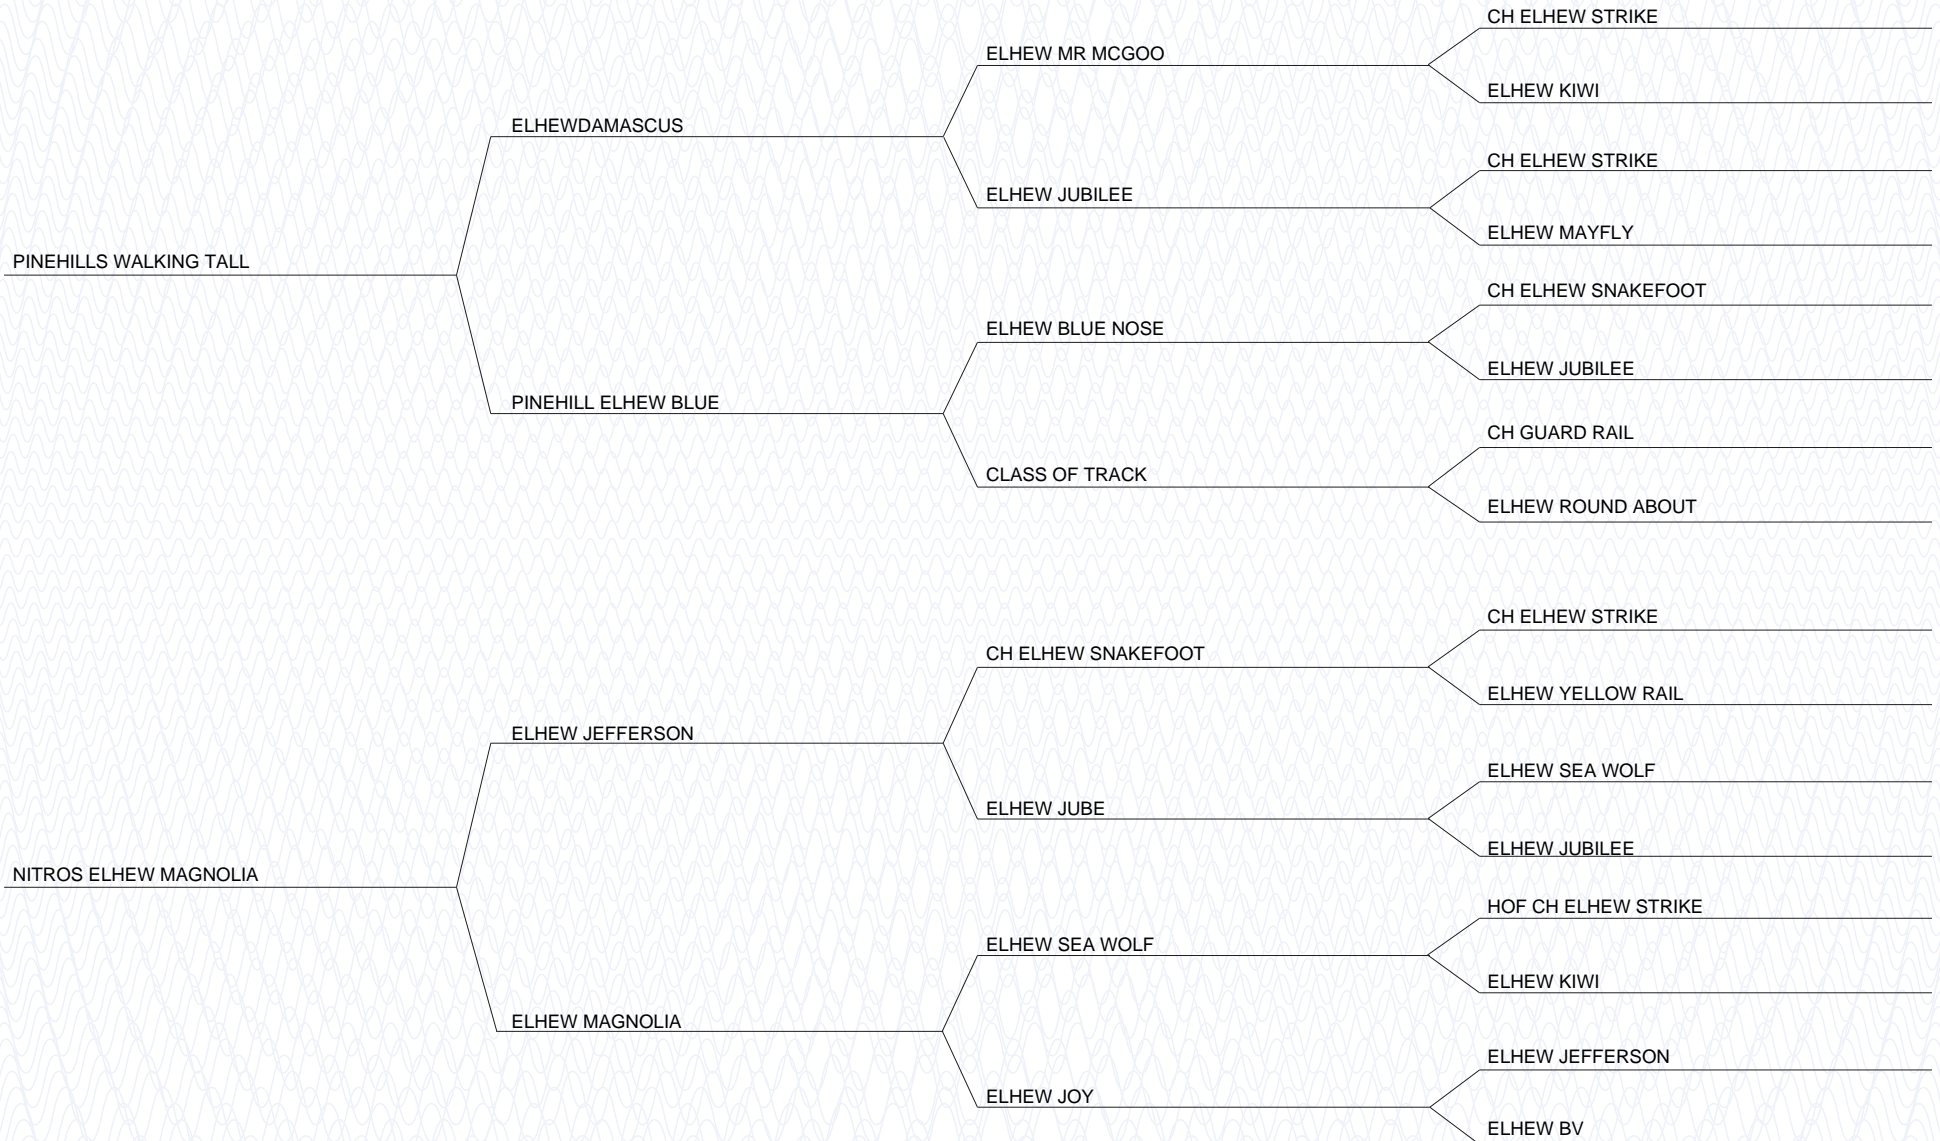 CH ELHEW STRIKE
ELHEW MR MCGOO
ELHEW KIWI
ELHEWDAMASCUS
CH ELHEW STRIKE
ELHEW JUBILEE
ELHEW MAYFLY
PINEHILLS WALKING TALL
CH ELHEW SNAKEFOOT
ELHEW BLUE NOSE
ELHEW JUBILEE
PINEHILL ELHEW BLUE
CH GUARD RAIL
CLASS OF TRACK
ELHEW ROUND ABOUT
CH ELHEW STRIKE
CH ELHEW SNAKEFOOT
ELHEW YELLOW RAIL
ELHEW JEFFERSON
ELHEW SEA WOLF
ELHEW JUBE
ELHEW JUBILEE
NITROS ELHEW MAGNOLIA
HOF CH ELHEW STRIKE
ELHEW SEA WOLF
ELHEW KIWI
ELHEW MAGNOLIA
ELHEW JEFFERSON
ELHEW JOY
ELHEW BV